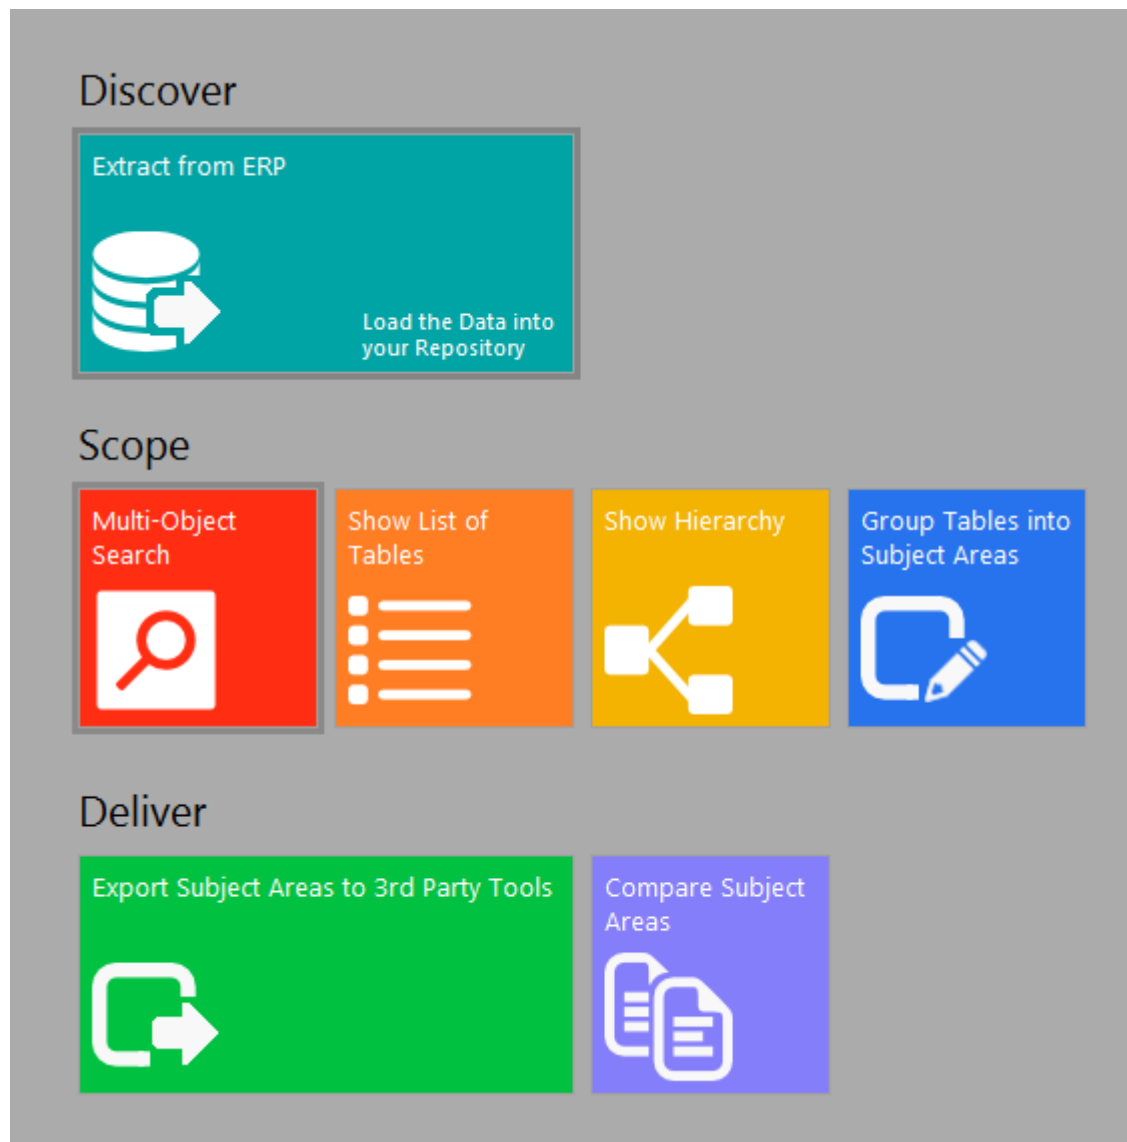 Discover
Extract from ERP
Load the Data into
your Repository
Scope
Multi-Object
Search
Show List of
Tables
Show Hierarchy
Group Tables into
Subject Areas
Deliver
Export Subject Areas to 3rd Party Tools
Compare Subject
Areas